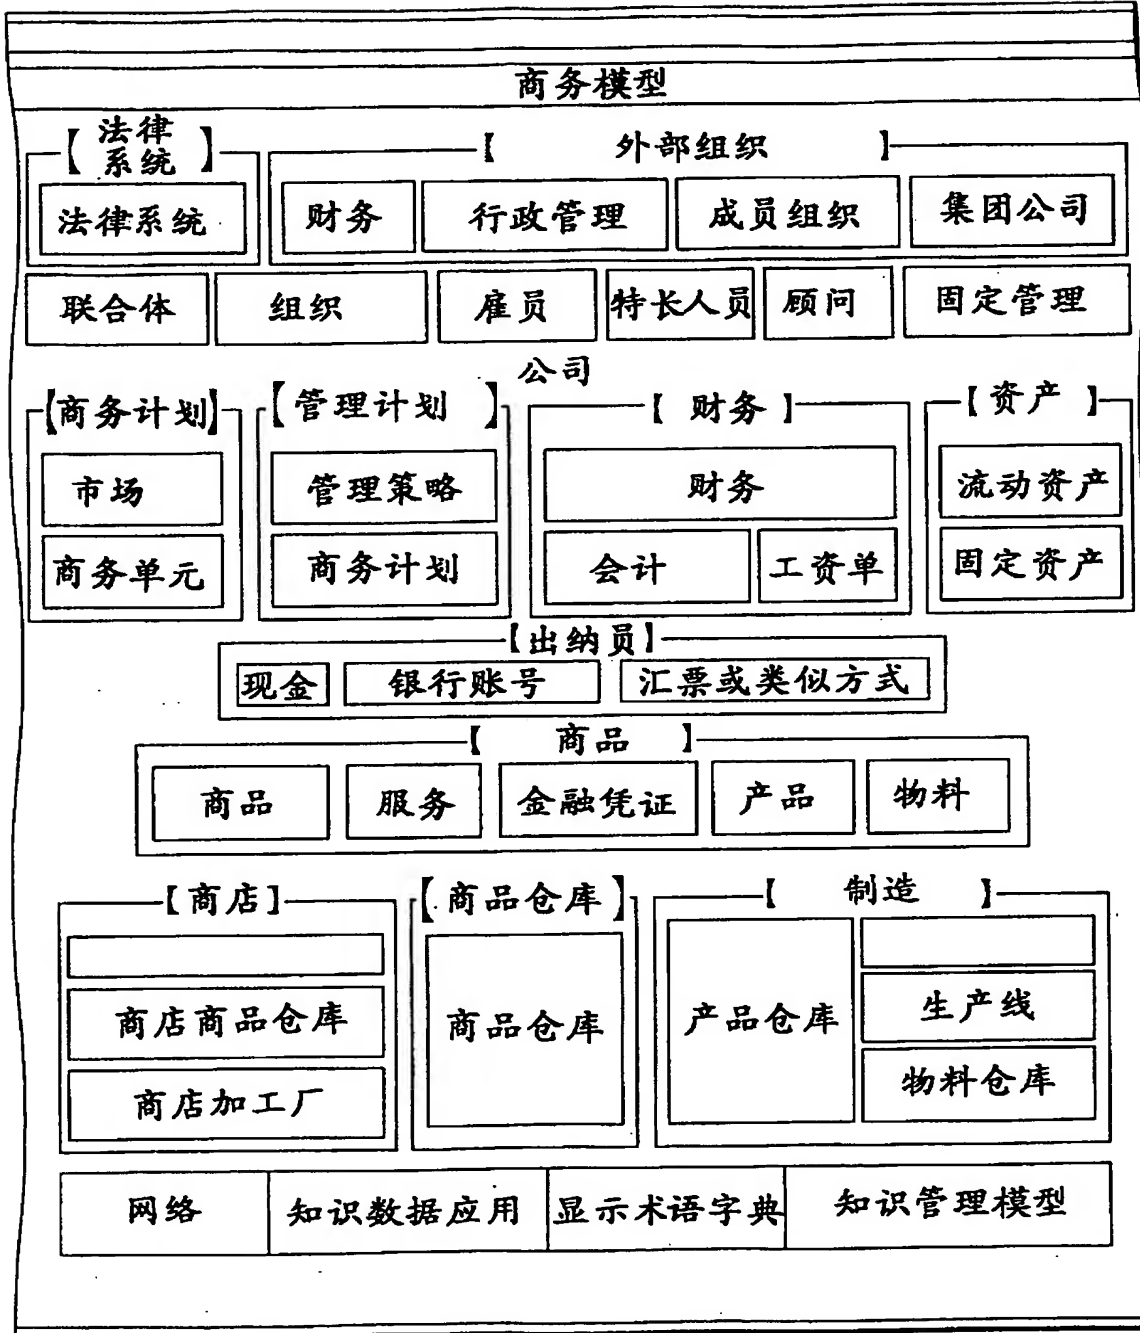 商务模型
【法律系统】
【 外部组织 】
法律系统
财务
行政管理
成员组织
集团公司
联合体
组织
雇员
特长人员
顾问
固定管理
公司
【商务计划】
【管理计划】
【财务】
【资产】
市场
管理策略
财务
流动资产
商务单元
商务计划
会计
工资单
固定资产
【出纳员】
现金
银行账号
汇票或类似方式
【 商品 】
商品
服务
金融凭证
产品
物料
【商店】
【商品仓库】
【 制造 】
商店商品仓库
商店加工厂
商品仓库
产品仓库
生产线
物料仓库
网络
知识数据应用
显示术语字典
知识管理模型